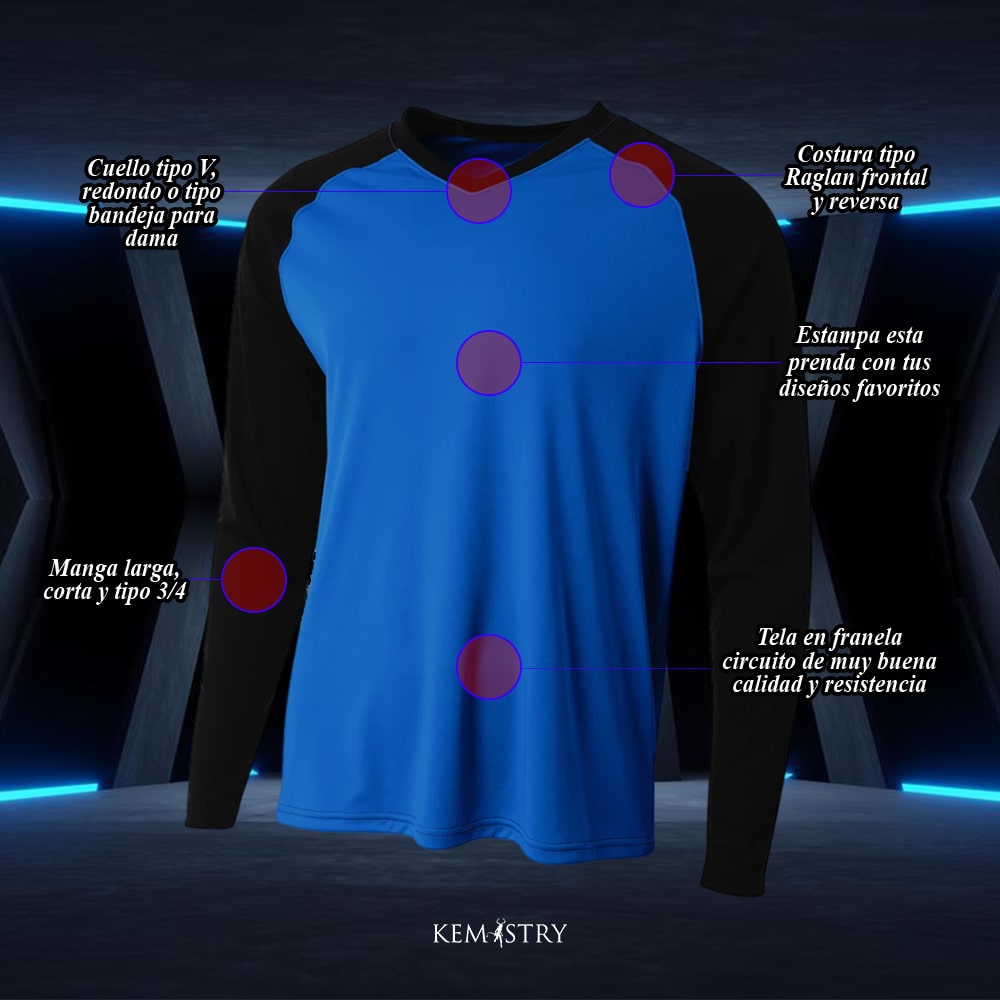 Cuello tipo V,
redondo o tipo
bandeja para
dama
Costura tipo
Raglan frontal
y reversa
Estampa esta
prenda con tus
diseños favoritos
Manga larga,
corta y tipo 3/4
Tela en franela
circuito de muy buena
calidad y resistencia
KEMISTRY